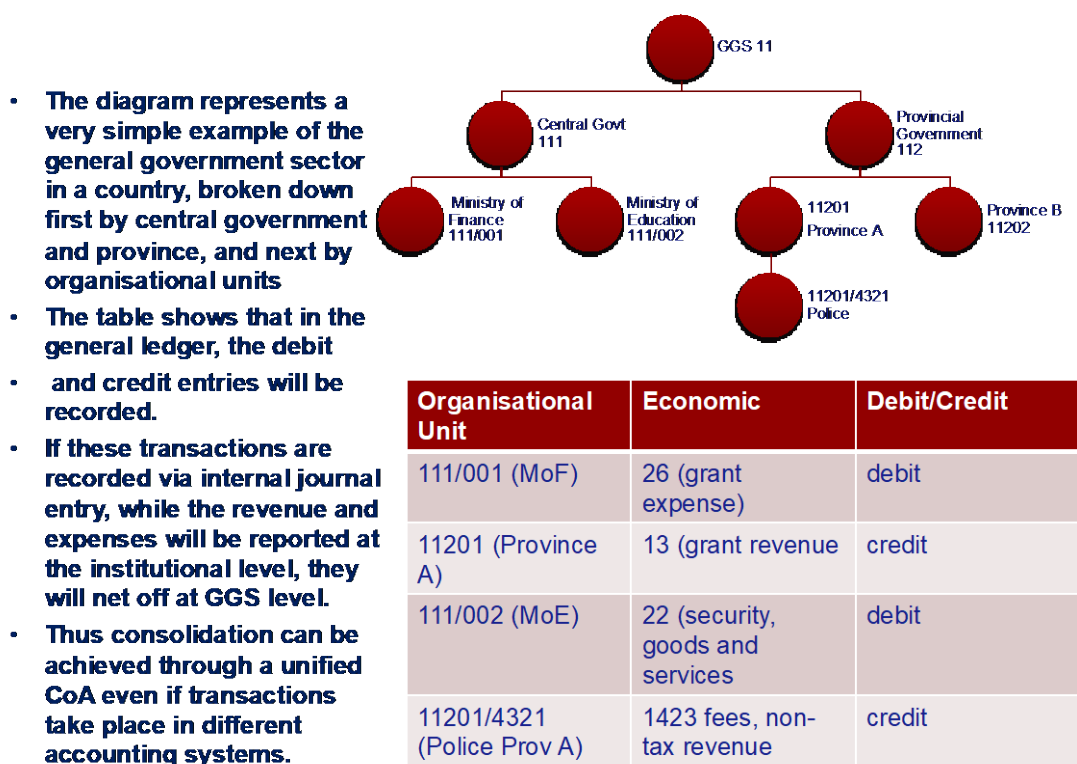 • The diagram represents a
very simple example of the
general government sector
in a country, broken down
first by central government
and province, and next by
organisational units
• The table shows that in the
general ledger, the debit
• and credit entries will be
recorded.
• If these transactions are
recorded via internal journal
entry, while the revenue and
expenses will be reported at
the institutional level, they
will net off at GGS level.
• Thus consolidation can be
achieved through a unified
CoA even if transactions
take place in different
accounting systems.
GGS 11
Central Govt
111
Provincial
Government
112
Ministry of
Finance
111/001
Ministry of
Education
111/002
11201
Province A
Province B
11202
11201/4321
Police
Organisational
Unit
Economic
Debit/Credit
111/001 (MoF)
26 (grant
expense)
debit
11201 (Province
A)
13 (grant revenue
credit
111/002 (MoE)
22 (security,
goods and
services
debit
11201/4321
(Police Prov A)
1423 fees, non-
tax revenue
credit